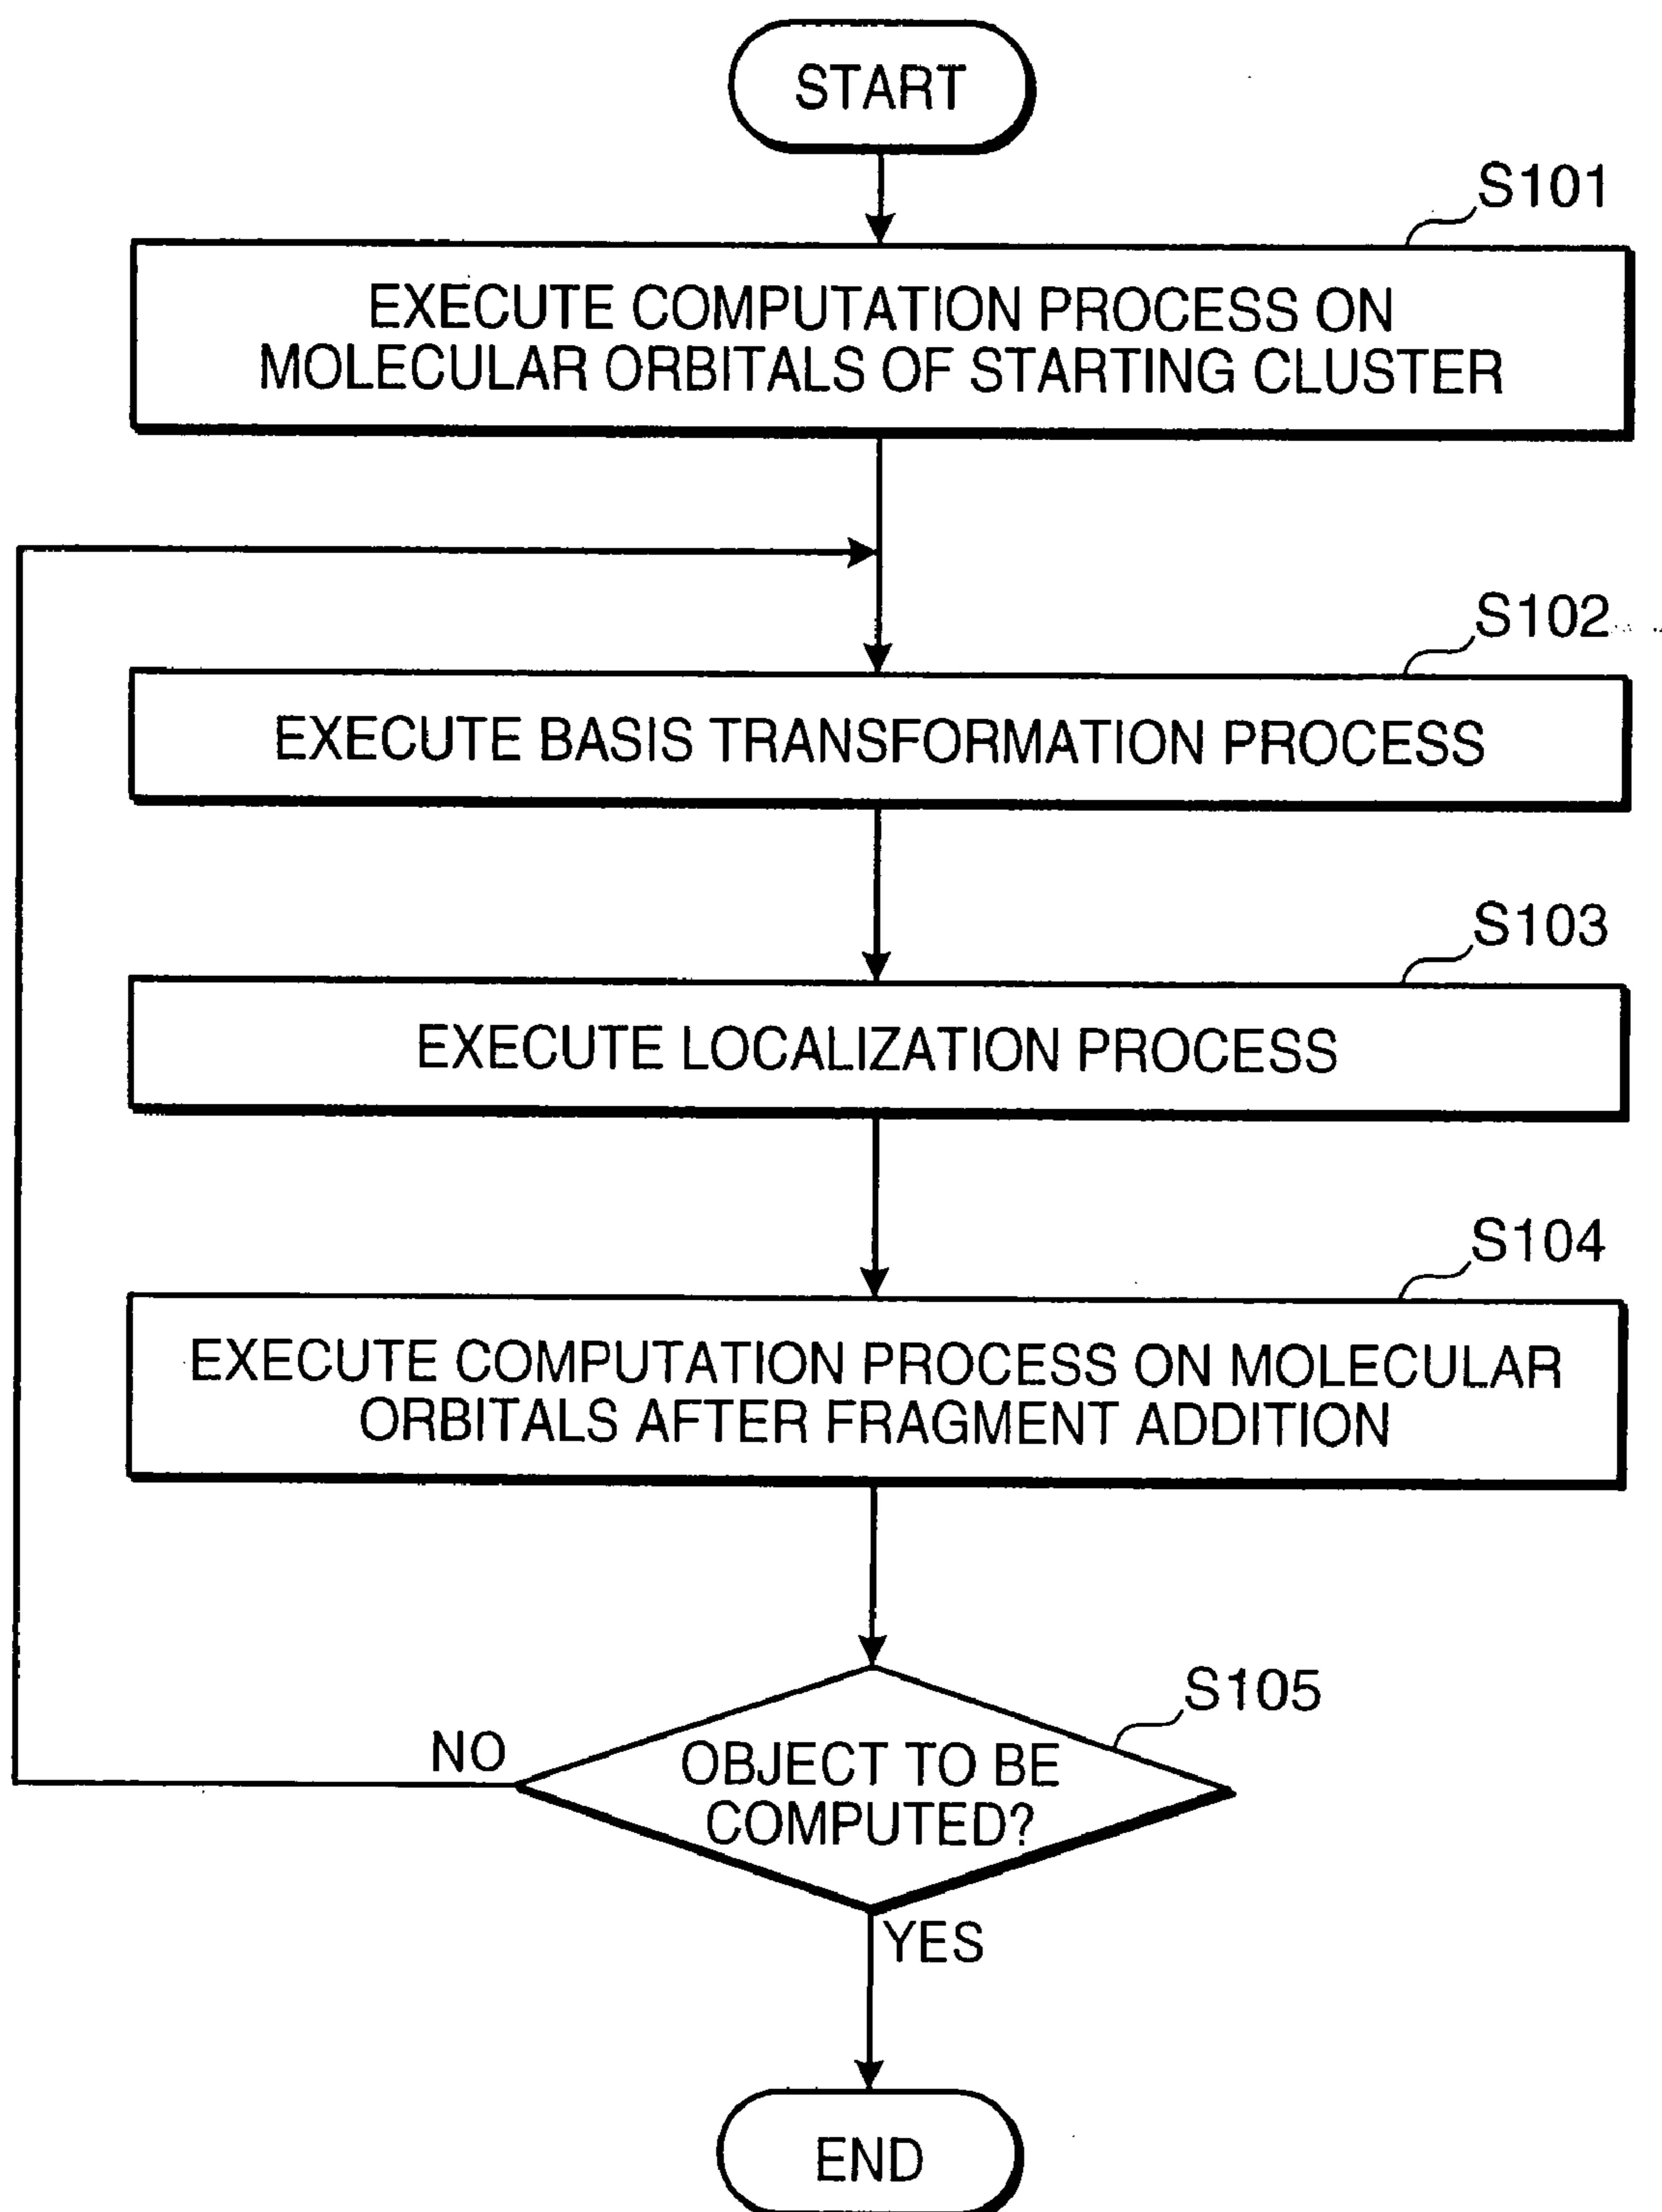 START
S101
EXECUTE COMPUTATION PROCESS ON
MOLECULAR ORBITALS OF STARTING CLUSTER
S102
EXECUTE BASIS TRANSFORMATION PROCESS
S103
EXECUTE LOCALIZATION PROCESS
S104
EXECUTE COMPUTATION PROCESS ON MOLECULAR
ORBITALS AFTER FRAGMENT ADDITION
S105
NO
OBJECT TO BE
COMPUTED?
YES
END